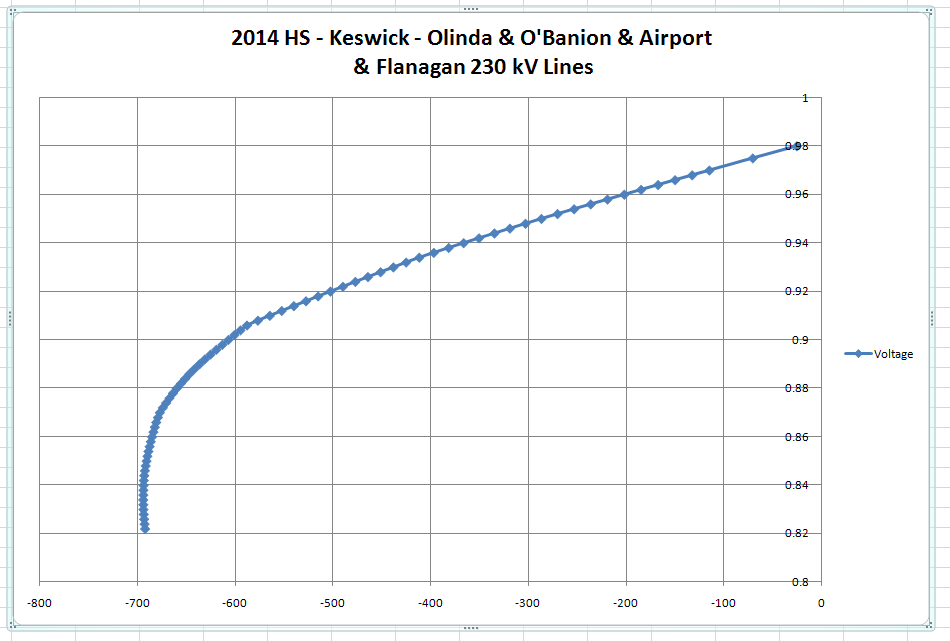 2014 HS - Keswick - Olinda & O'Banion & Airport
& Flanagan 230 kV Lines
1
0.98
0.96
0.94
0.92
0.9
0.88
0.86
0.84
0.82
0.8
-800 -700 -600 -500 -400 -300 -200 -100 0
Voltage